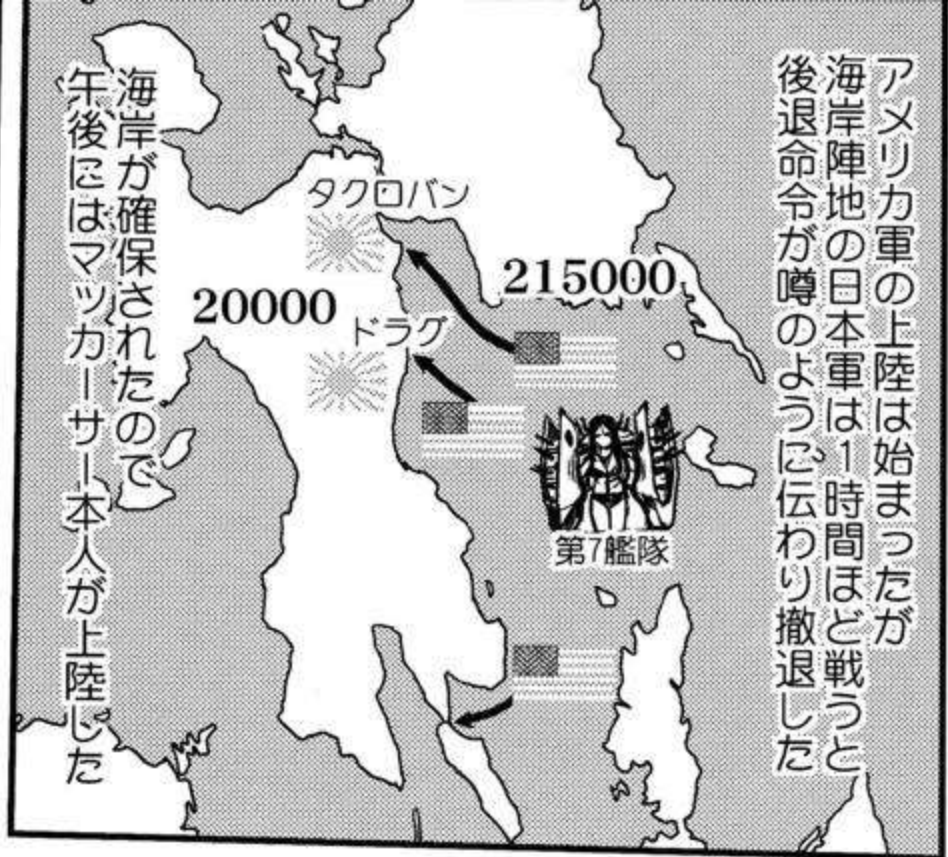 アメリカ軍の上陸は始まったが
海岸陣地の日本軍は1時間ほど戦うと
後退命令が噂のように伝わり撤退した
タクロバン
215000
20000
ドラグ
第7艦隊
海岸が確保されたので
午後にはマッカーサー本人が上陸した